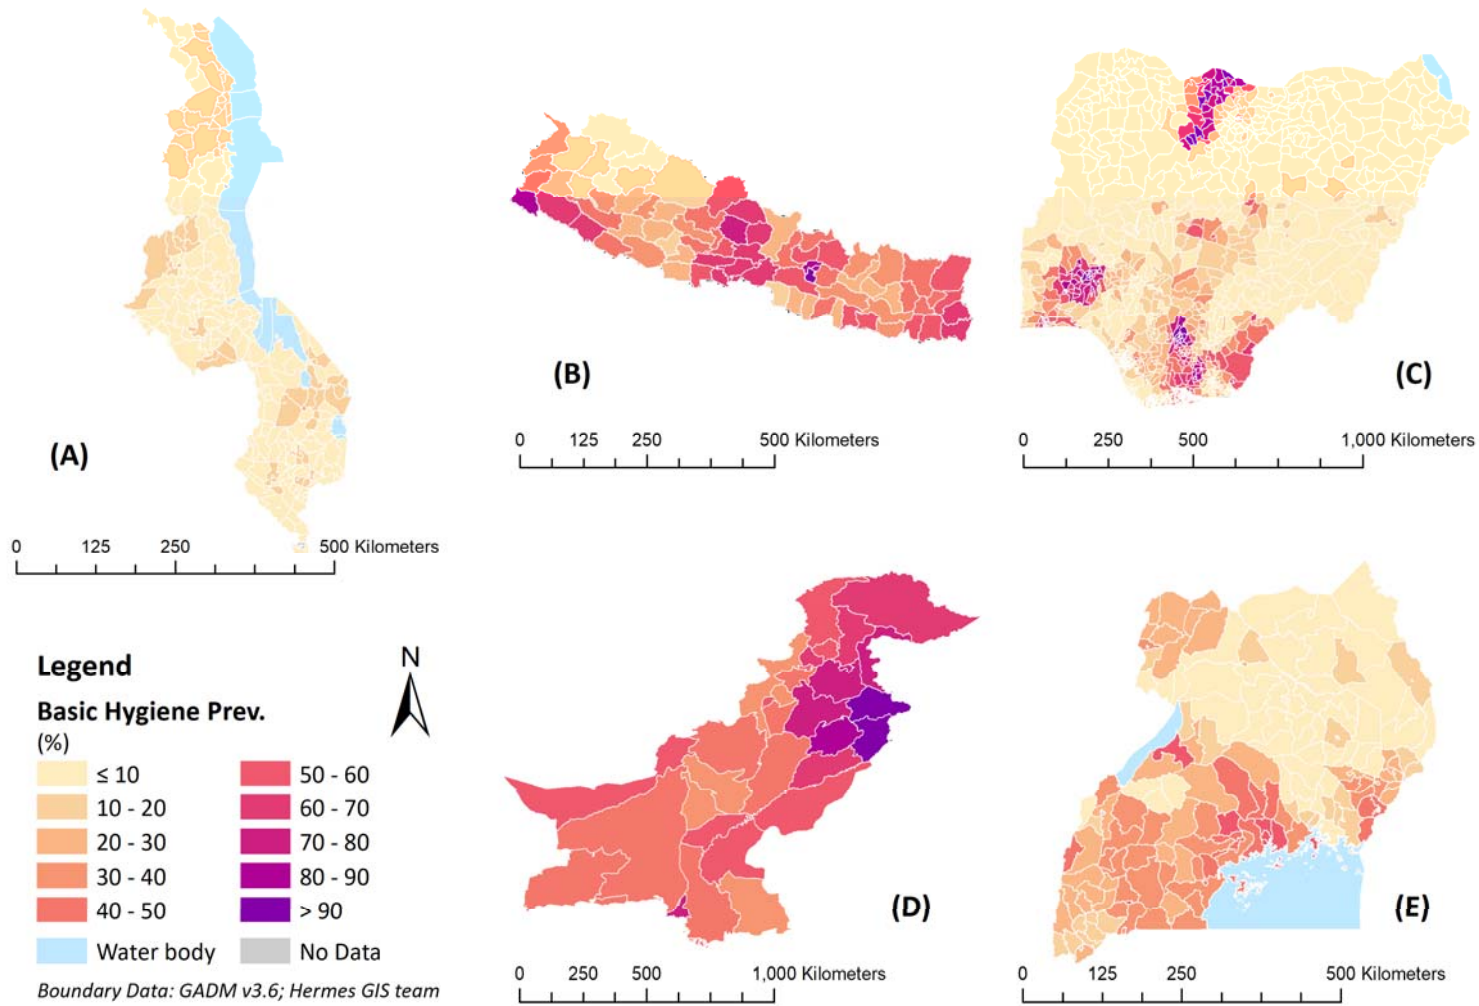 (A)
0 125 250 500 Kilometers
(B)
0 125 250 500 Kilometers
(C)
0 250 500 1,000 Kilometers
Legend
Basic Hygiene Prev.
(%)
≤ 10
10 - 20
20 - 30
30 - 40
40 - 50
Water body
50 - 60
60 - 70
70 - 80
80 - 90
> 90
No Data
N
Boundary Data: GADM v3.6; Hermes GIS team
(D)
0 250 500 1,000 Kilometers
(E)
0 125 250 500 Kilometers